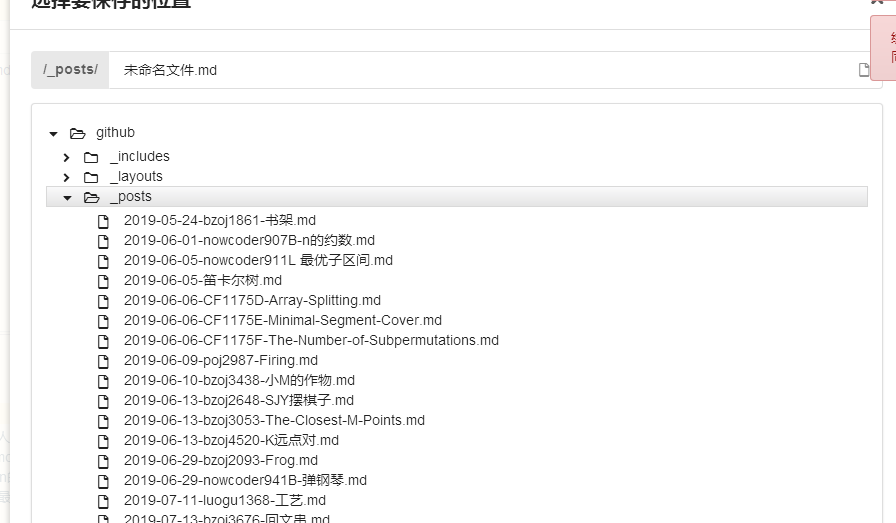 选择要保存的位置
/_posts/ 未命名文件.md
github
_includes
_layouts
_posts
2019-05-24-bzoj1861-书架.md
2019-06-01-nowcoder907B-n的约数.md
2019-06-05-nowcoder911L 最优子区间.md
2019-06-05-笛卡尔树.md
2019-06-06-CF1175D-Array-Splitting.md
2019-06-06-CF1175E-Minimal-Segment-Cover.md
2019-06-06-CF1175F-The-Number-of-Subpermutations.md
2019-06-09-poj2987-Firing.md
2019-06-10-bzoj3438-小M的作物.md
2019-06-13-bzoj2648-SJY摆棋子.md
2019-06-13-bzoj3053-The-Closest-M-Points.md
2019-06-13-bzoj4520-K远点对.md
2019-06-29-bzoj2093-Frog.md
2019-06-29-nowcoder941B-弹钢琴.md
2019-07-11-luogu1368-工艺.md
2019-07-13-bzoj3676-回文串.md